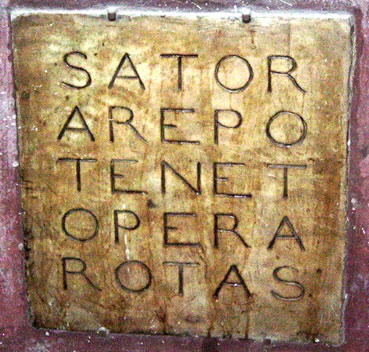 SATOR
AREPO
TENET
OPERA
ROTAS